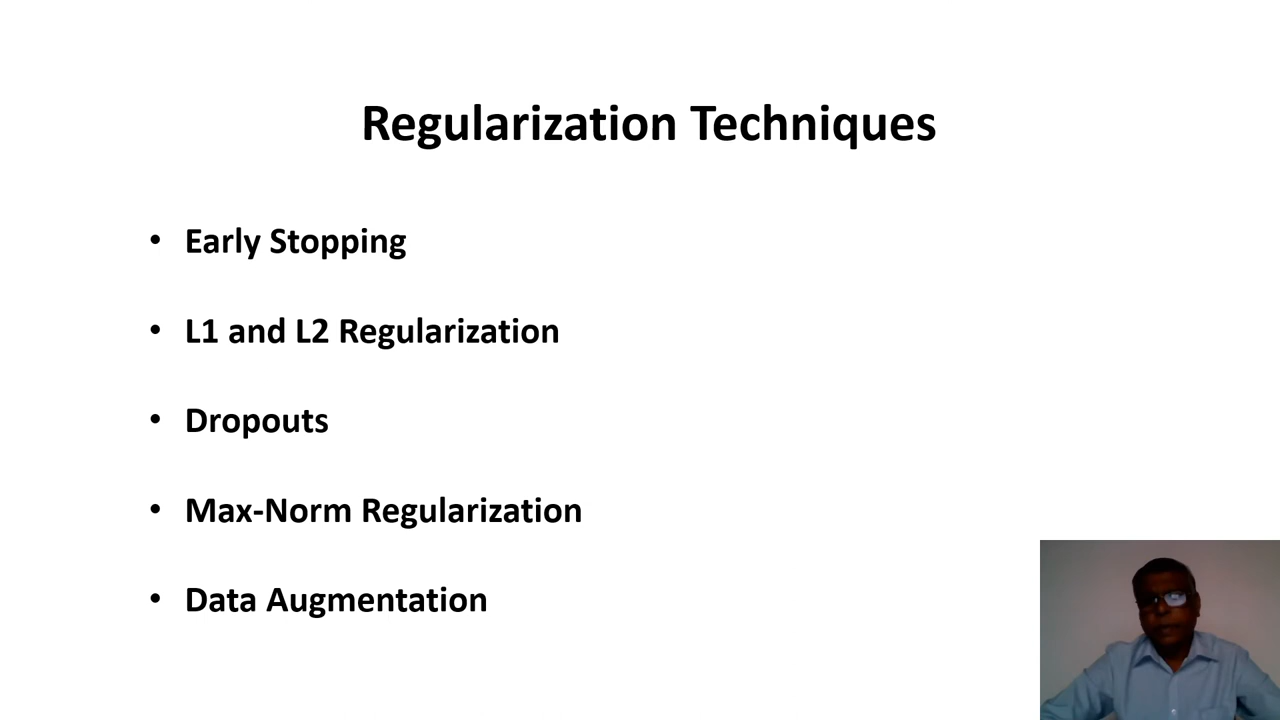 Regularization Techniques
• Early Stopping
• L1 and L2 Regularization
• Dropouts
• Max-Norm Regularization
• Data Augmentation